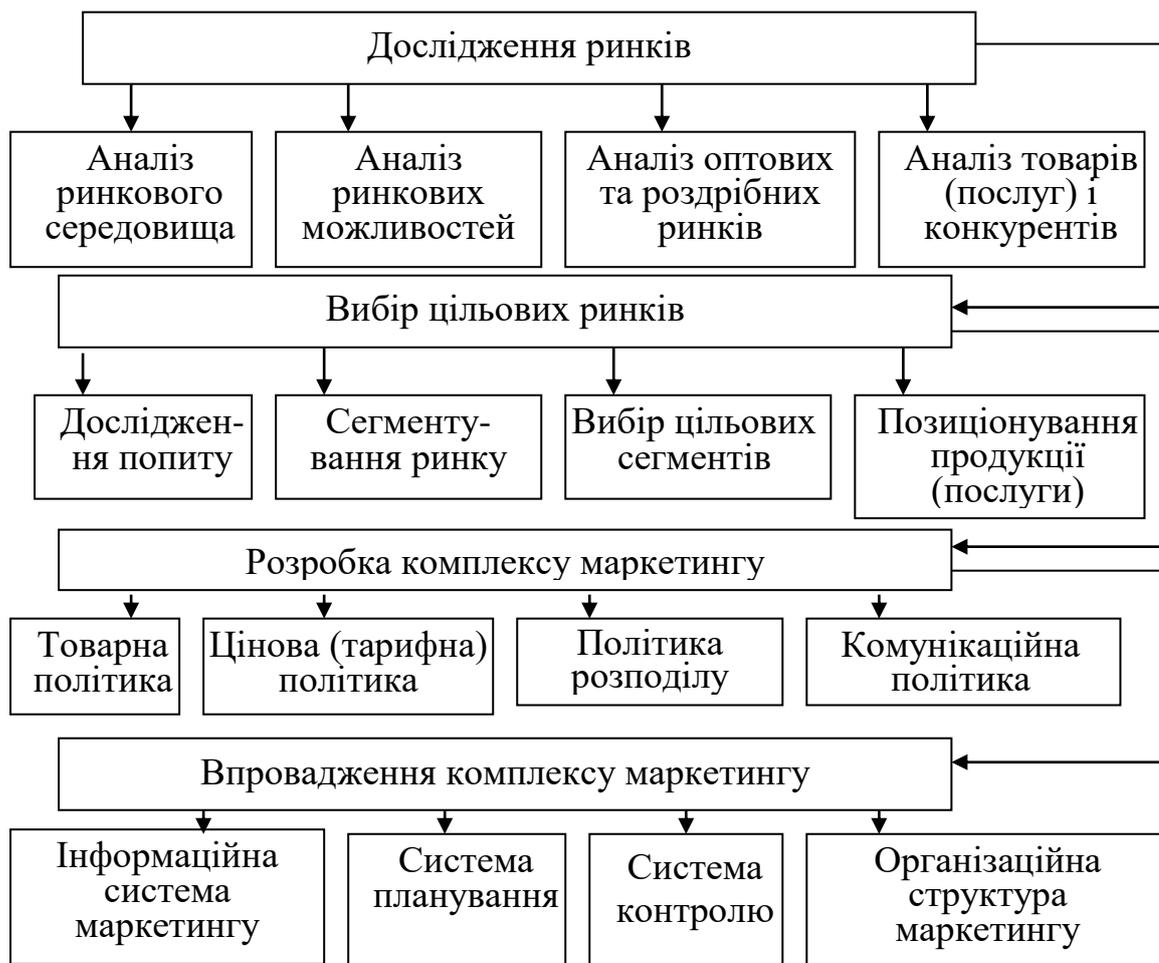 Дослідження ринків
Аналіз
ринкового
середовища
Аналіз
ринкових
можливостей
Аналіз оптових
та роздрібних
ринків
Аналіз товарів
(послуг) і
конкурентів
Вибір цільових ринків
Досліджен-
ня попиту
Сегменту-
вання ринку
Вибір цільових
сегментів
Позиціонування
продукції
(послуги)
Розробка комплексу маркетингу
Товарна
політика
Цінова (тарифна)
політика
Політика
розподілу
Комунікаційна
політика
Впровадження комплексу маркетингу
Інформаційна
система
маркетингу
Система
планування
Система
контролю
Організаційна
структура
маркетингу